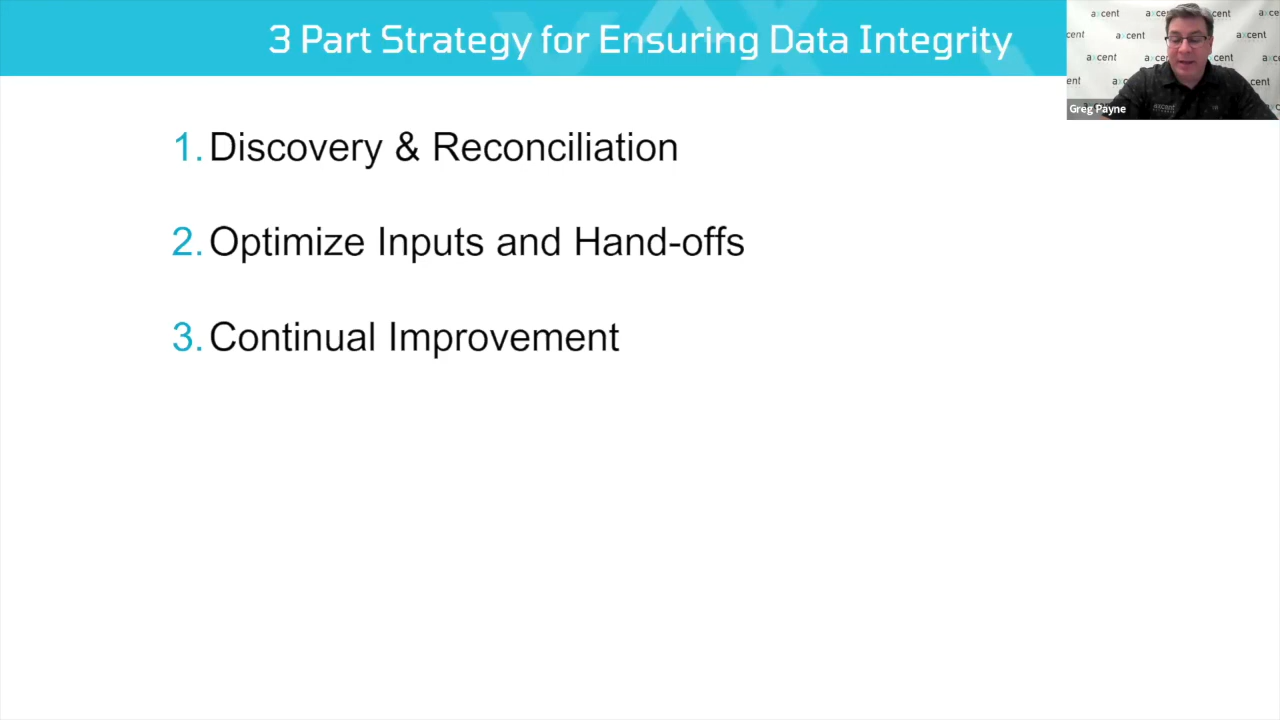 3 Part Strategy for Ensuring Data Integrity
1. Discovery & Reconciliation
2. Optimize Inputs and Hand-offs
3. Continual Improvement
axcent
Greg Payne